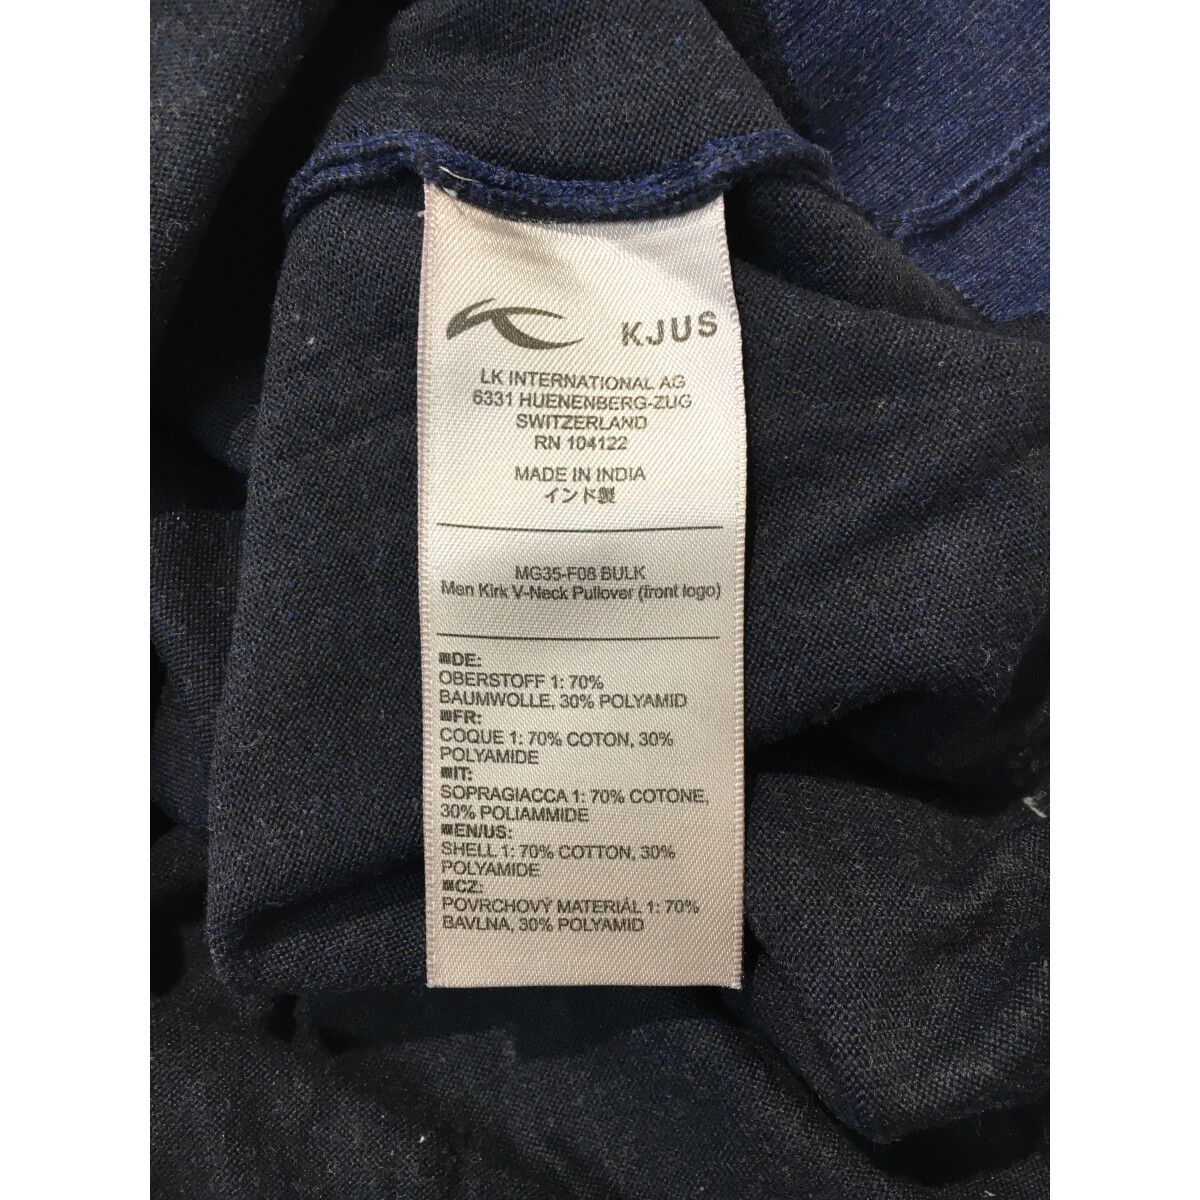 KJUS
LK INTERNATIONAL AG
6331 HUENENBERG-ZUG
SWITZERLAND
RN 104122
MADE IN INDIA
インド製
MG35-F08 BULK
Men Kirk V-Neck Pullover (front logo)
DE:
OBERSTOFF 1: 70%
BAUMWOLLE, 30% POLYAMID
FR:
COQUE 1: 70% COTON, 30%
POLYAMIDE
IT:
SOPRAGIACCA 1: 70% COTONE,
30% POLIAMMIDE
EN/US:
SHELL 1: 70% COTTON, 30%
POLYAMIDE
CZ:
POVRCHOVÝ MATERIÁL 1: 70%
BAVLNA, 30% POLYAMID